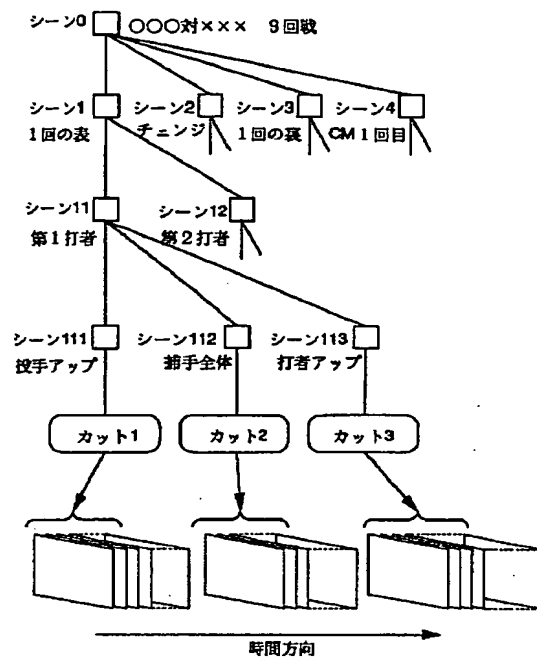 シーン0 〇〇〇対××× 9回戦
シーン1 シーン2 シーン3 シーン4
1回の表 チェンジ 1回の裏 CM1回目
シーン11 シーン12
第1打者 第2打者
シーン111 シーン112 シーン113
投手アップ 捕手全体 打者アップ
カット1 カット2 カット3
時間方向